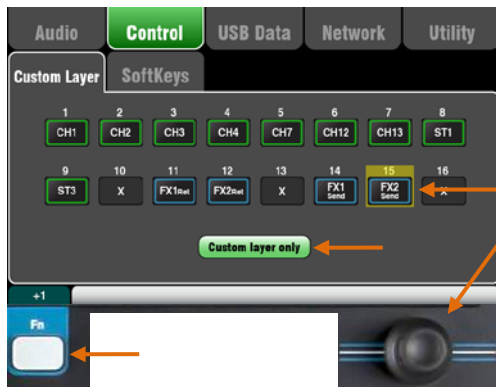 Audio Control USB Data Network Utility
Custom Layer SoftKeys
1 2 3 4 5 6 7 8
CH1 CH2 CH3 CH4 CH7 CH12 CH13 ST1
9 10 11 12 13 14 15 16
ST3 X FX1Ret FX2Ret X FX1 Send FX2 Send X
Custom layer only
+1
Fn